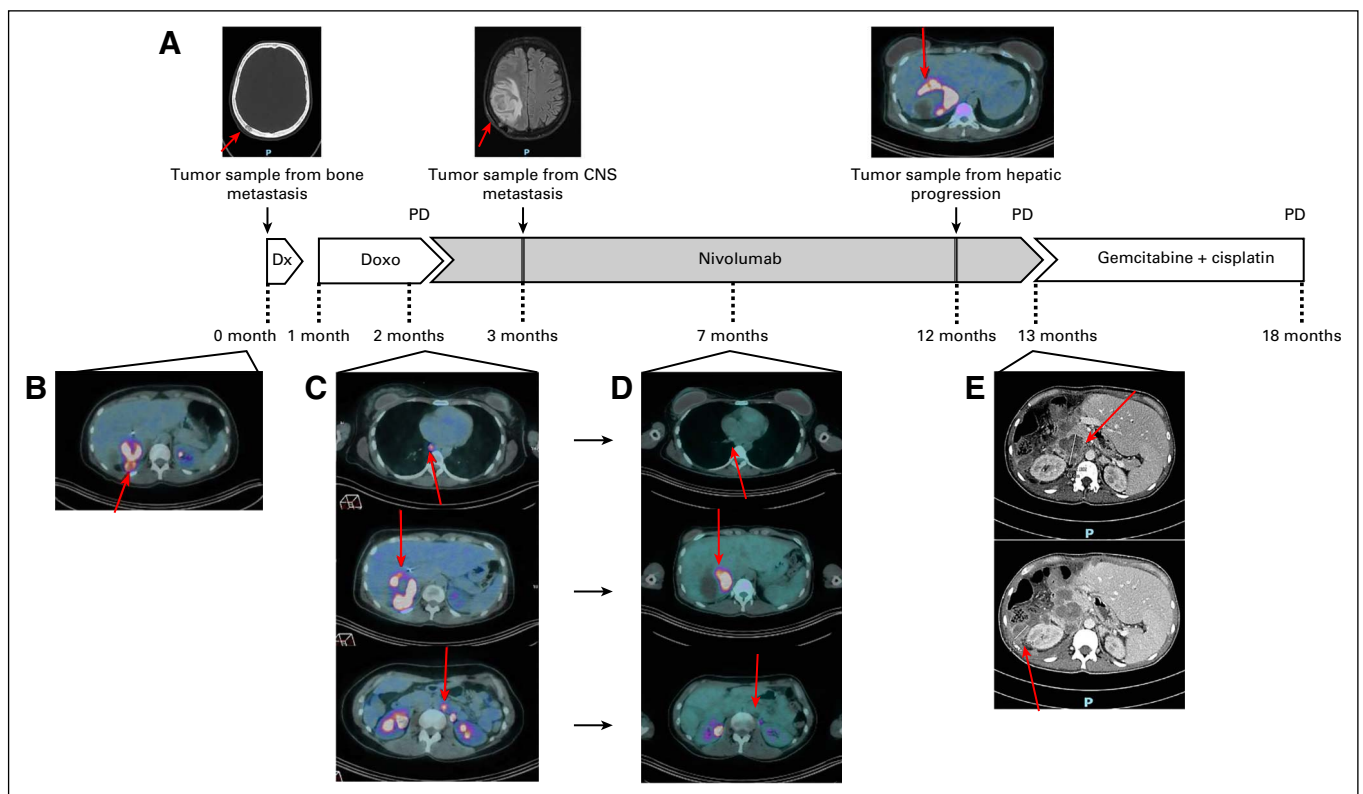 A
P
P
Tumor sample from bone
metastasis
Tumor sample from CNS
metastasis
Tumor sample from hepatic
progression
PD
PD
PD
Dx
Doxo
Nivolumab
Gemcitabine + cisplatin
0 month
1 month
2 months
3 months
7 months
12 months
13 months
18 months
B
C
D
E
P
P